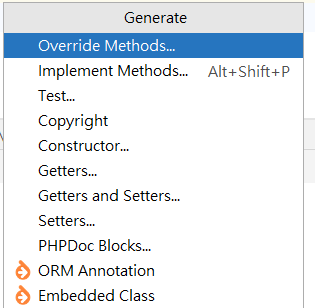 Generate
Override Methods...
Implement Methods... Alt+Shift+P
Test...
Copyright
Constructor...
Getters...
Getters and Setters...
Setters...
PHPDoc Blocks...
ORM Annotation
Embedded Class